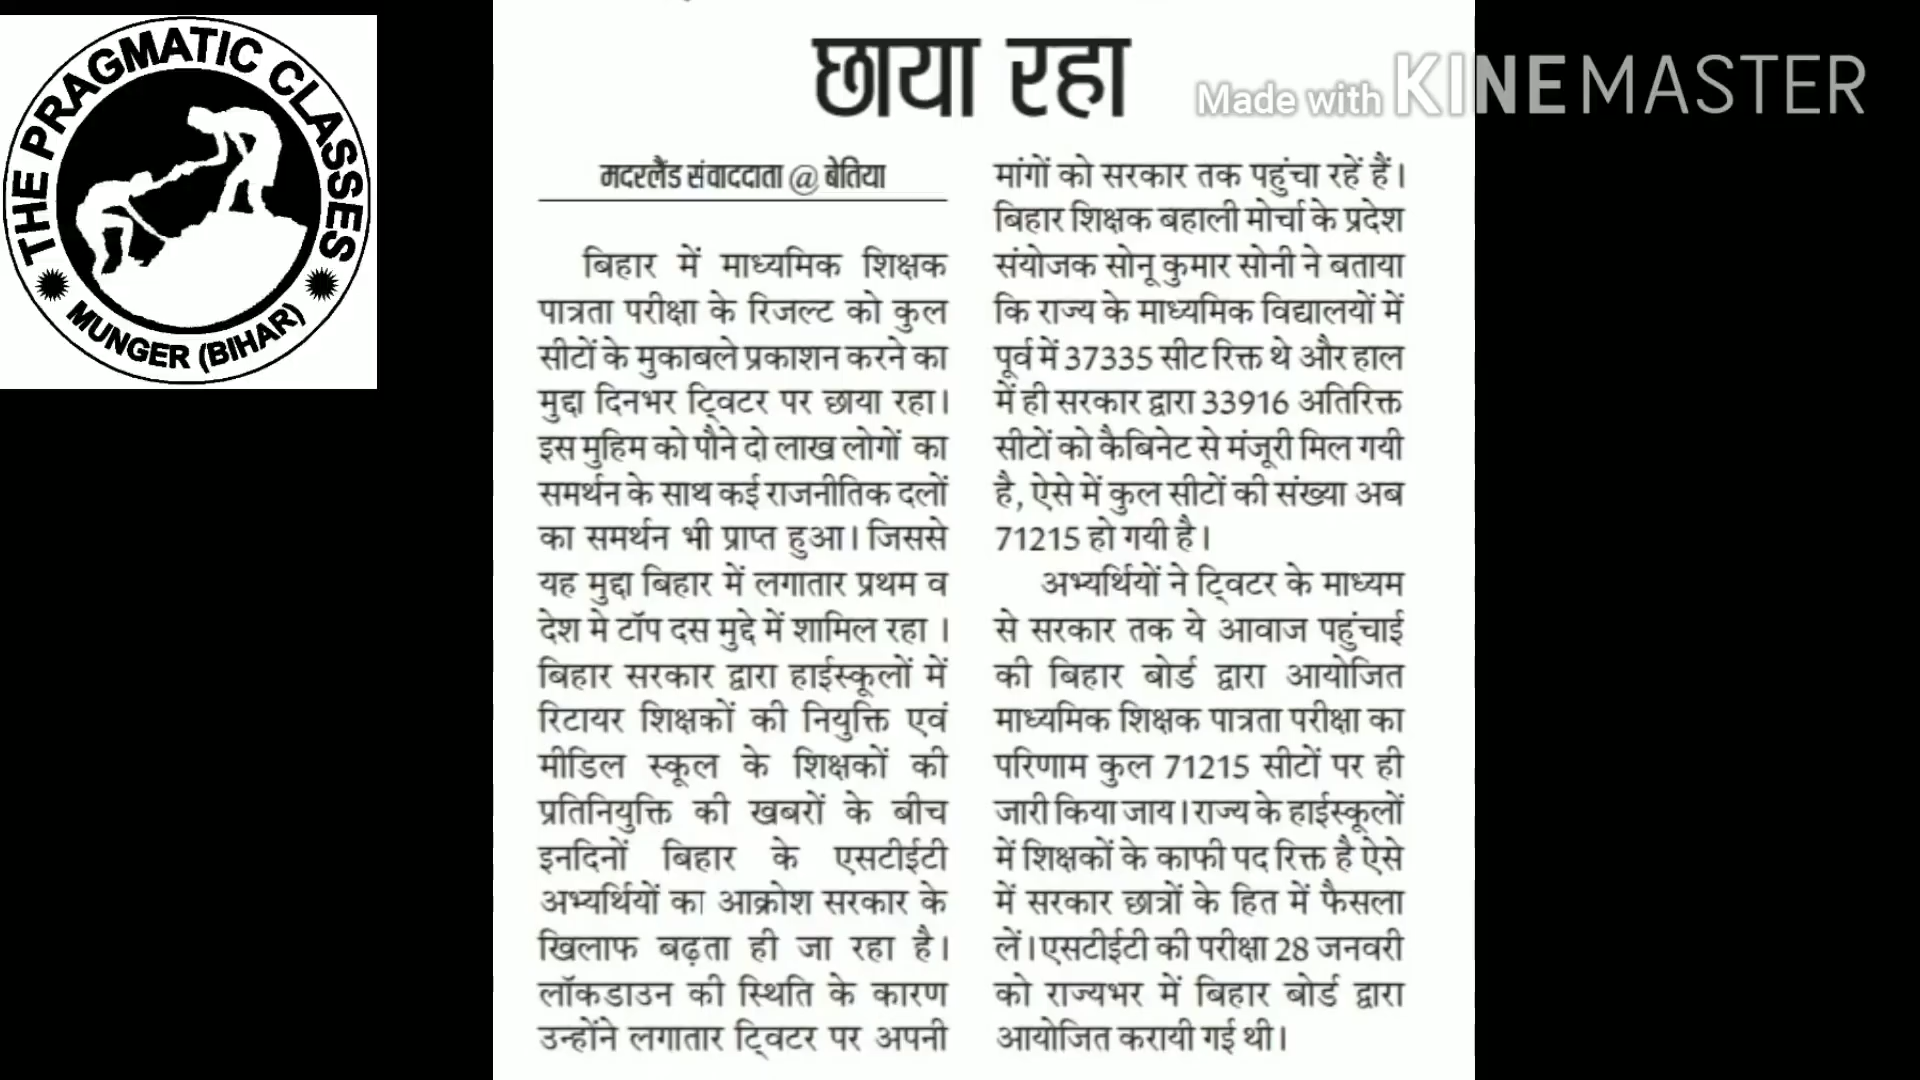 THE PRAGMATIC CLASSES
MUNGER (BIHAR)
छाया रहा
Made with KINEMASTER
मदरलैंड संवाददाता @ बेतिया
बिहार में माध्यमिक शिक्षक
पात्रता परीक्षा के रिजल्ट को कुल
सीटों के मुकाबले प्रकाशन करने का
मुद्दा दिनभर ट्विटर पर छाया रहा।
इस मुहिम को पौने दो लाख लोगों का
समर्थन के साथ कई राजनीतिक दलों
का समर्थन भी प्राप्त हुआ। जिससे
यह मुद्दा बिहार में लगातार प्रथम व
देश मे टॉप दस मुद्दे में शामिल रहा ।
बिहार सरकार द्वारा हाईस्कूलों में
रिटायर शिक्षकों की नियुक्ति एवं
मीडिल स्कूल के शिक्षकों की
प्रतिनियुक्ति की खबरों के बीच
इनदिनों बिहार के एसटीईटी
अभ्यर्थियों का आक्रोश सरकार के
खिलाफ बढ़ता ही जा रहा है।
लॉकडाउन की स्थिति के कारण
उन्होंने लगातार ट्विटर पर अपनी
मांगों को सरकार तक पहुंचा रहें हैं।
बिहार शिक्षक बहाली मोर्चा के प्रदेश
संयोजक सोनू कुमार सोनी ने बताया
कि राज्य के माध्यमिक विद्यालयों में
पूर्व में 37335 सीट रिक्त थे और हाल
में ही सरकार द्वारा 33916 अतिरिक्त
सीटों को कैबिनेट से मंजूरी मिल गयी
है, ऐसे में कुल सीटों की संख्या अब
71215 हो गयी है।
अभ्यर्थियों ने ट्विटर के माध्यम
से सरकार तक ये आवाज पहुंचाई
की बिहार बोर्ड द्वारा आयोजित
माध्यमिक शिक्षक पात्रता परीक्षा का
परिणाम कुल 71215 सीटों पर ही
जारी किया जाय। राज्य के हाईस्कूलों
में शिक्षकों के काफी पद रिक्त है ऐसे
में सरकार छात्रों के हित में फैसला
लें। एसटीईटी की परीक्षा 28 जनवरी
को राज्यभर में बिहार बोर्ड द्वारा
आयोजित करायी गई थी।